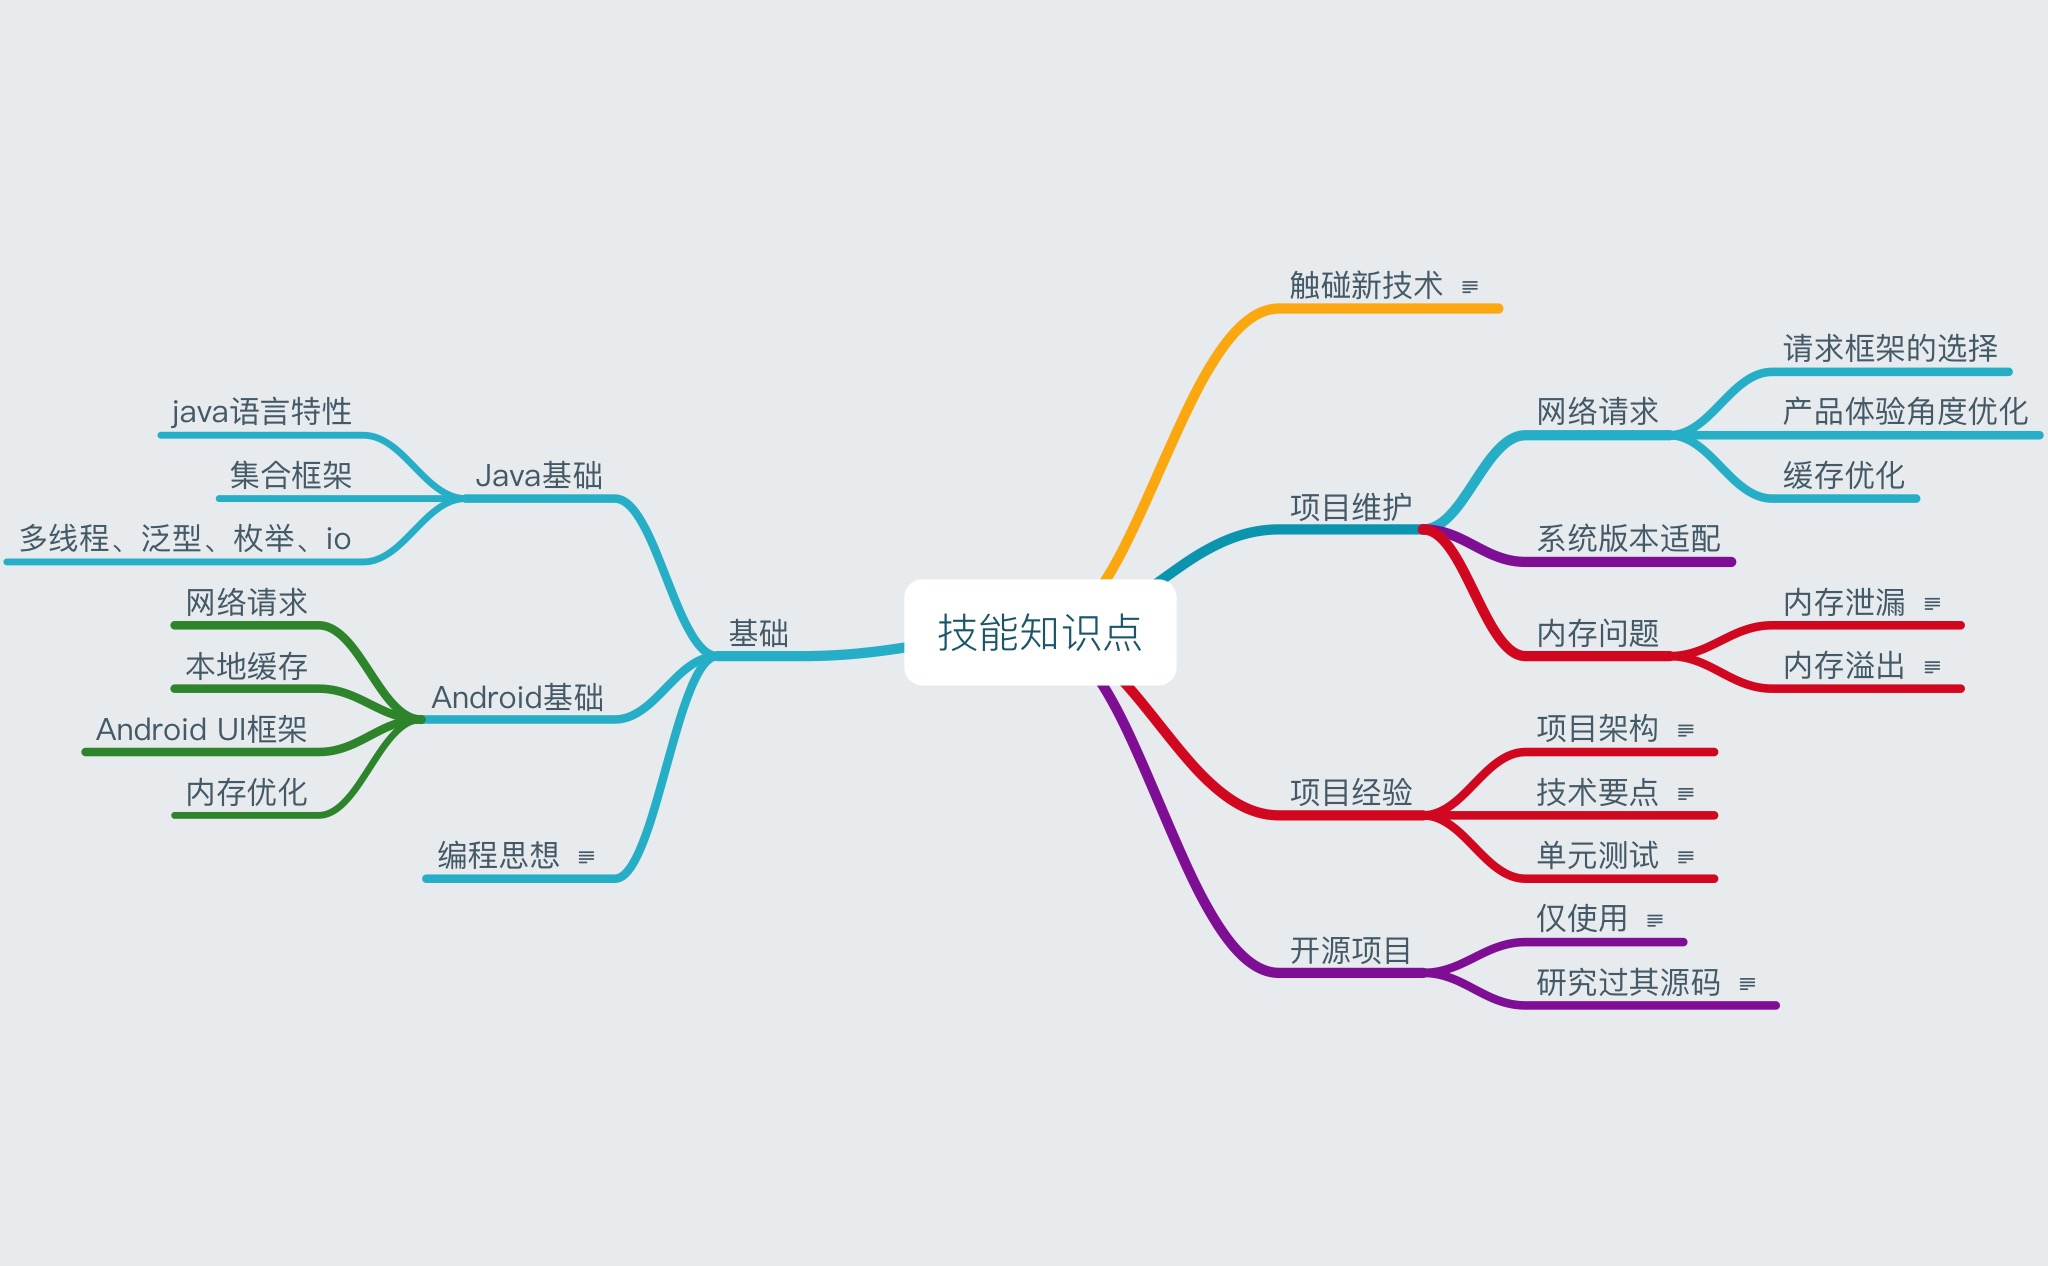 技能知识点
触碰新技术
项目维护
网络请求
请求框架的选择
产品体验角度优化
缓存优化
系统版本适配
内存问题
内存泄漏
内存溢出
项目经验
项目架构
技术要点
单元测试
开源项目
仅使用
研究过其源码
基础
Java基础
java语言特性
集合框架
多线程、泛型、枚举、io
Android基础
网络请求
本地缓存
Android UI框架
内存优化
编程思想